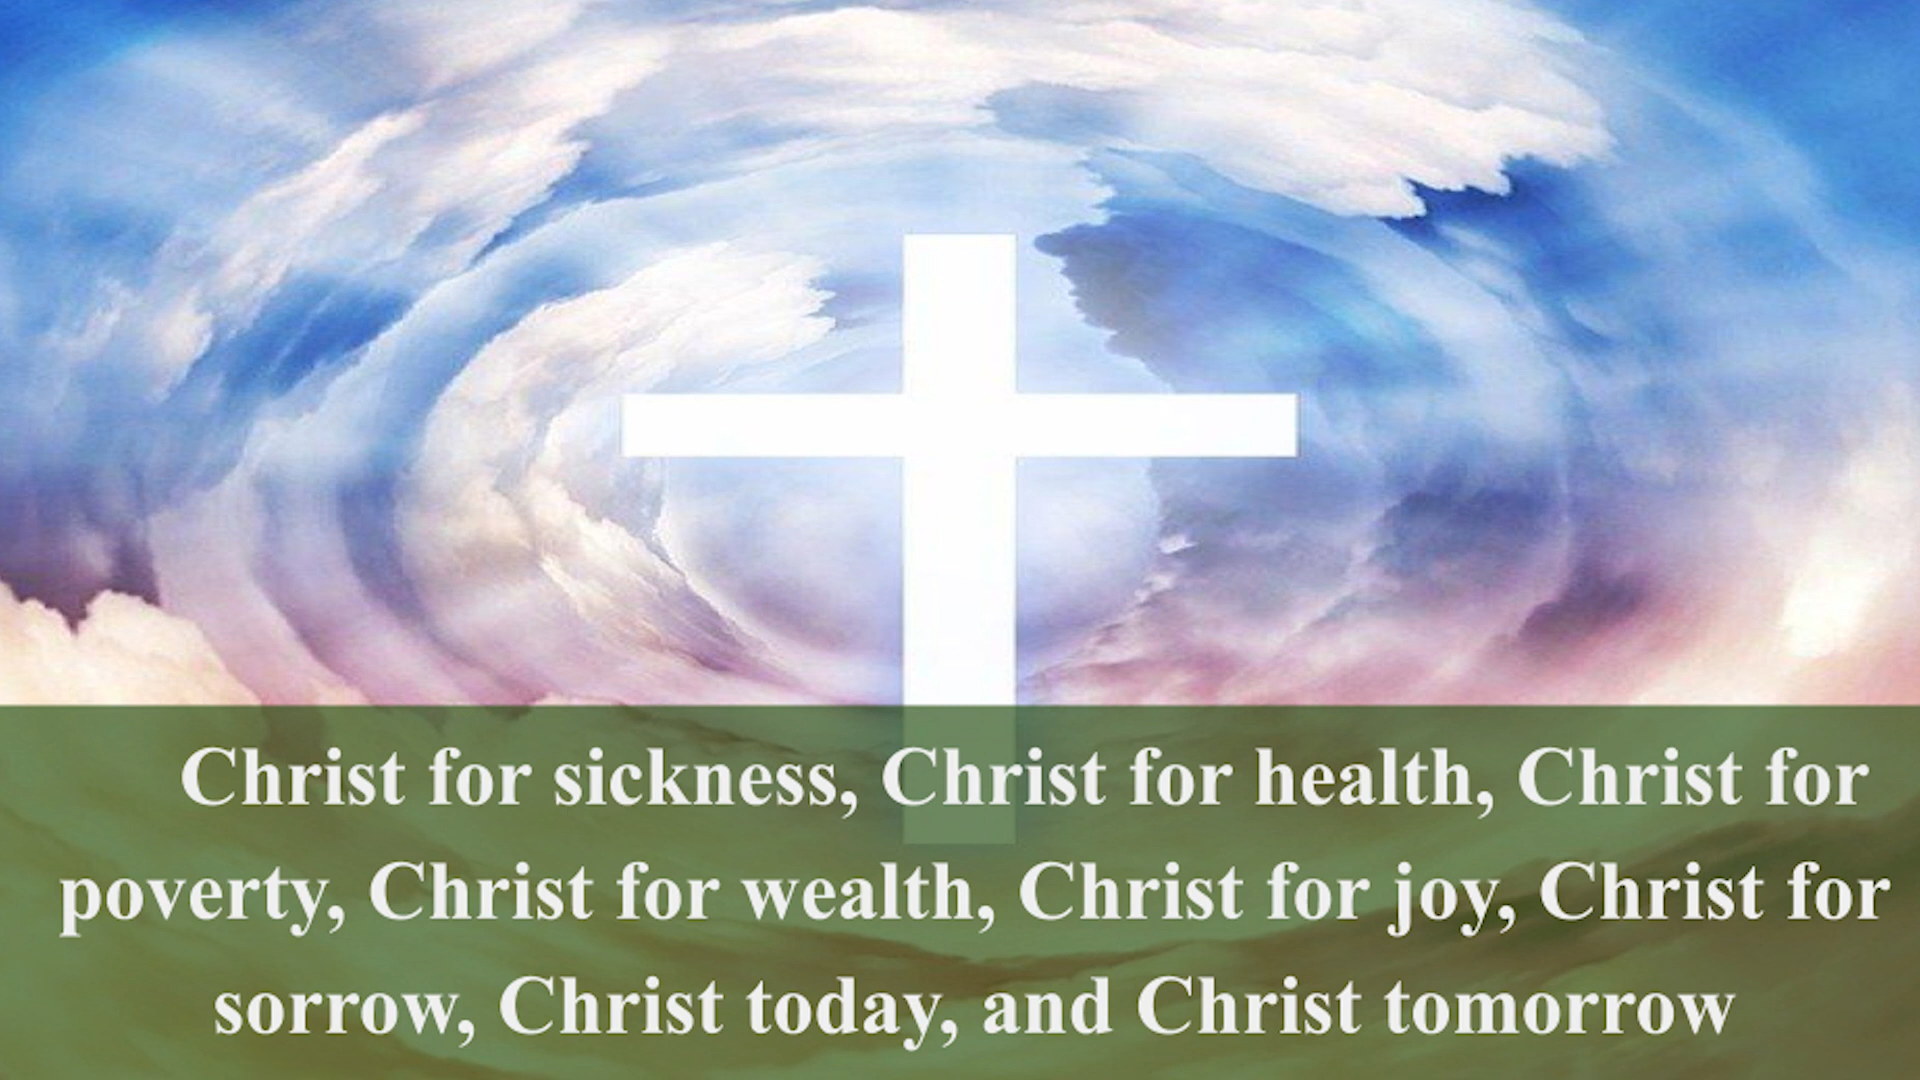 Christ for sickness, Christ for health, Christ for
poverty, Christ for wealth, Christ for joy, Christ for
sorrow, Christ today, and Christ tomorrow